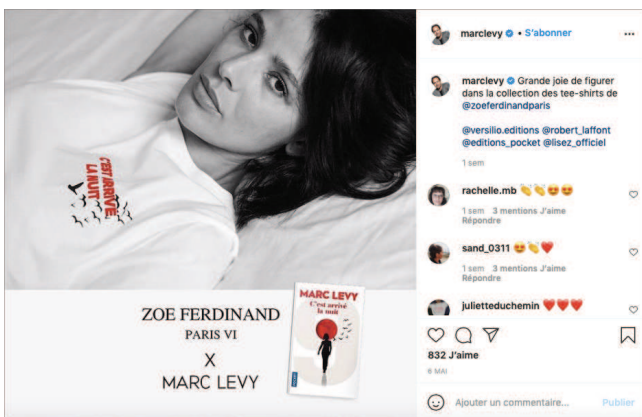 C'EST ARRIVÉ
LA NUIT
ZOE FERDINAND
PARIS VI
X
MARC LEVY
MARC LEVY
C'est arrivé
la nuit
9
marclevy • S'abonner
marclevy Grande joie de figurer
dans la collection des tee-shirts de
@zoeferdinandparis
@versilio.editions @robert_laffont
@editions_pocket @lisez_officiel
1 sem
rachelle.mb 👏👏😍😍
1 sem 3 mentions J'aime
Répondre
sand_0311 😍👏❤️
1 sem 3 mentions J'aime
Répondre
julietteduchemin ❤️❤️❤️
832 J'aime
6 MAI
Ajouter un commentaire... Publier